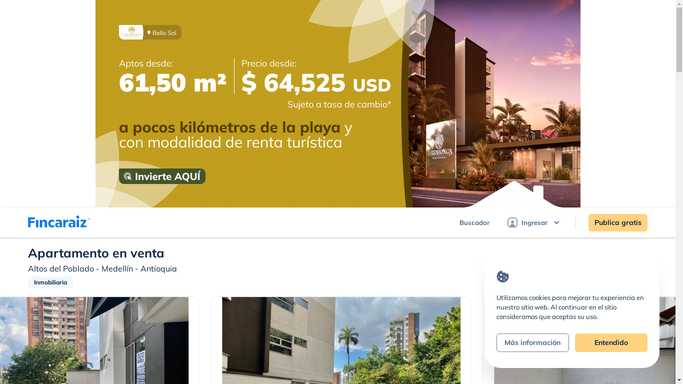 Bello Sol
Aptos desde:
61,50 m²
Precio desde:
$ 64,525 USD
Sujeto a tasa de cambio*
a pocos kilómetros de la playa y
con modalidad de renta turística
Invierte AQUÍ
Fincaraiz
Buscador
Ingresar
Publica gratis
Apartamento en venta
Altos del Poblado - Medellín - Antioquia
Inmobiliaria
Utilizamos cookies para mejorar tu experiencia en
nuestro sitio web. Al continuar en el sitio
consideramos que aceptas su uso.
Más información
Entendido